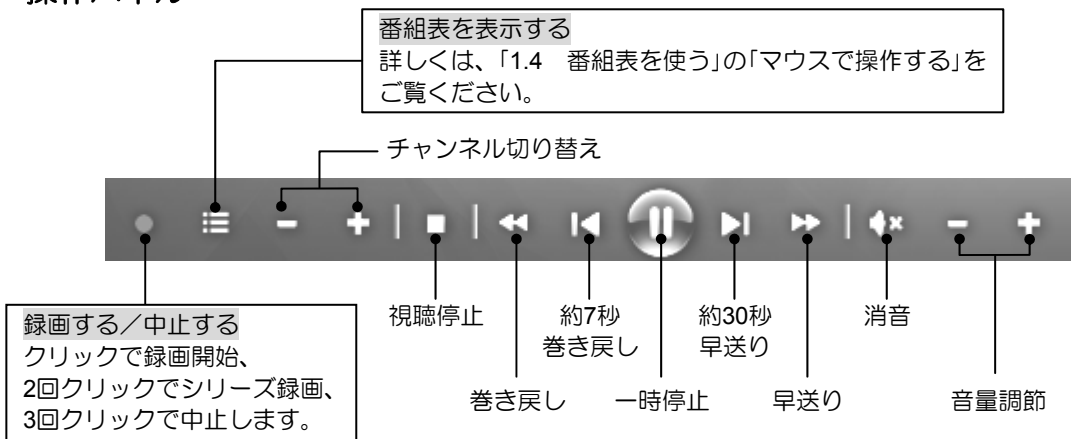 番組表を表示する
詳しくは、「1.4　番組表を使う」の「マウスで操作する」を
ご覧ください。
チャンネル切り替え
録画する／中止する
クリックで録画開始、
2回クリックでシリーズ録画、
3回クリックで中止します。
視聴停止
約7秒
巻き戻し
約30秒
早送り
消音
巻き戻し
一時停止
早送り
音量調節